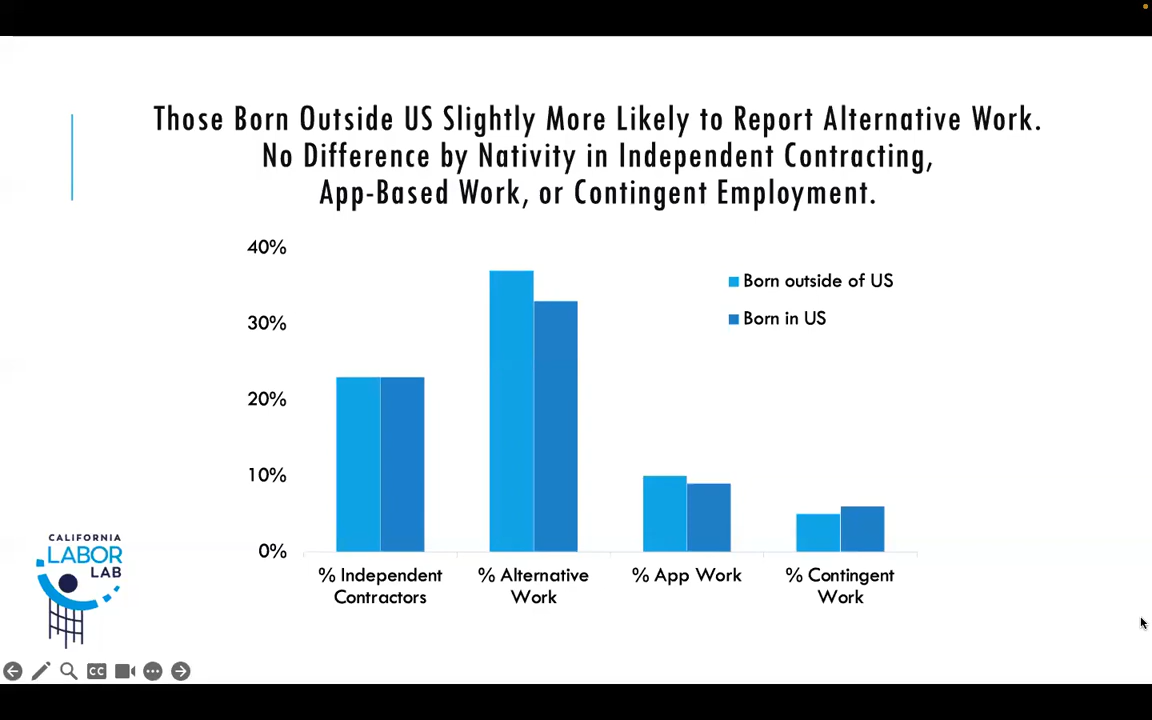 Those Born Outside US Slightly More Likely to Report Alternative Work.
No Difference by Nativity in Independent Contracting,
App-Based Work, or Contingent Employment.
40%
30%
20%
10%
0%
Born outside of US
Born in US
% Independent
Contractors
% Alternative
Work
% App Work
% Contingent
Work
CALIFORNIA
LABOR
LAB
CC